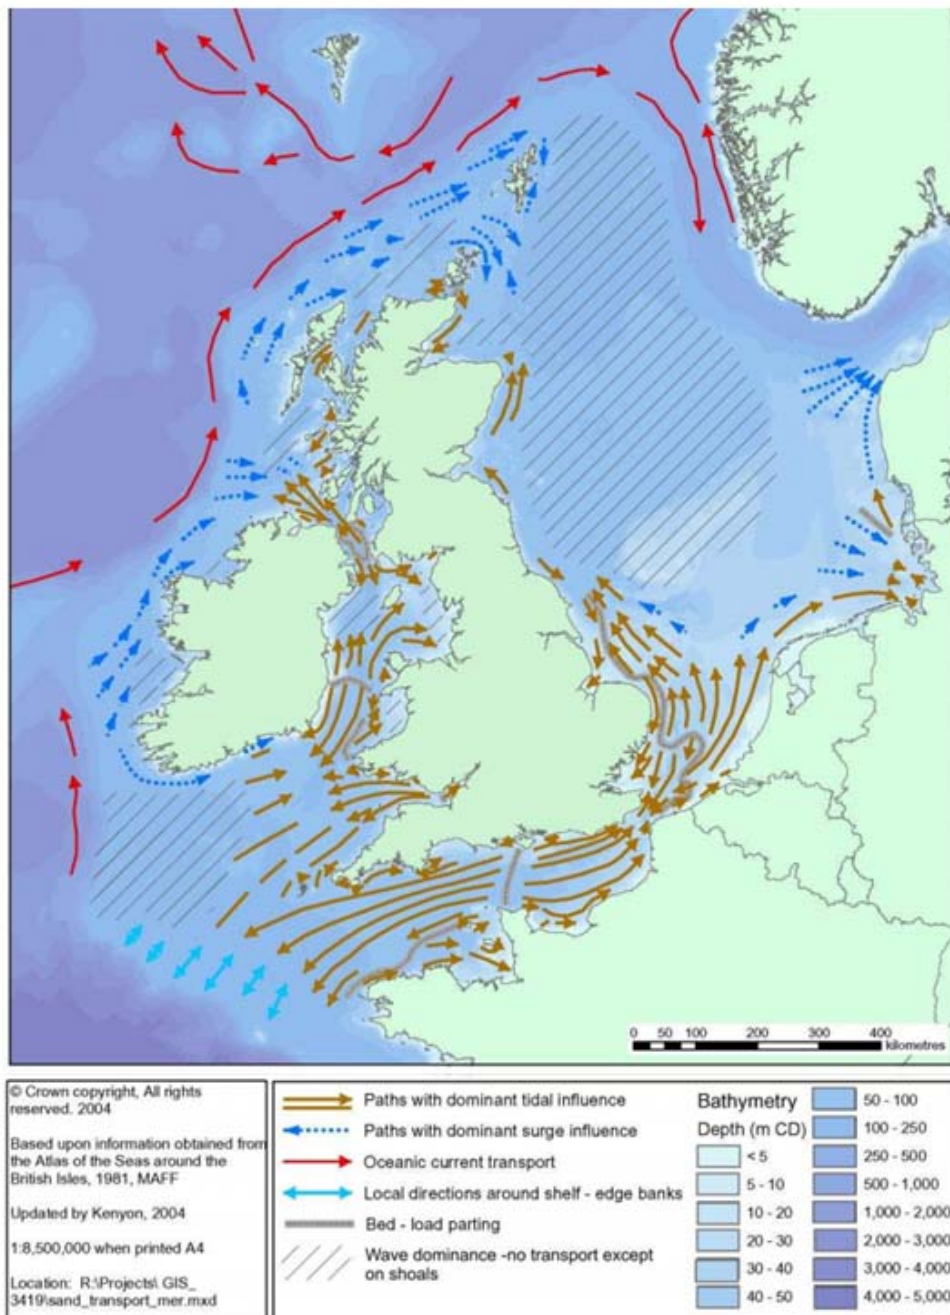 0 50 100 200 300 400
kilometres
© Crown copyright, All rights
reserved. 2004
Based upon information obtained from
the Atlas of the Seas around the
British Isles, 1981, MAFF
Updated by Kenyon, 2004
1:8,500,000 when printed A4
Location: R:\Projects\ GIS_
3419\sand_transport_mer.mxd
Paths with dominant tidal influence
Paths with dominant surge influence
Oceanic current transport
Local directions around shelf - edge banks
Bed - load parting
Wave dominance -no transport except
on shoals
Bathymetry
Depth (m CD)
< 5
5 - 10
10 - 20
20 - 30
30 - 40
40 - 50
50 - 100
100 - 250
250 - 500
500 - 1,000
1,000 - 2,000
2,000 - 3,000
3,000 - 4,000
4,000 - 5,000